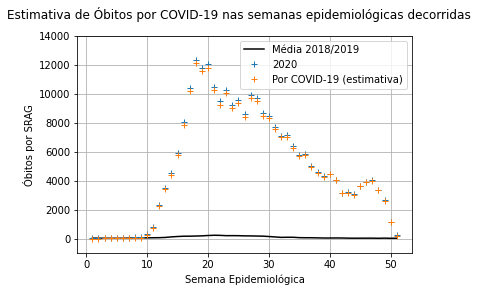 Estimativa de Óbitos por COVID-19 nas semanas epidemiológicas decorridas
14000
12000
10000
8000
6000
4000
2000
0
Óbitos por SRAG
Média 2018/2019
2020
Por COVID-19 (estimativa)
0 10 20 30 40 50
Semana Epidemiológica